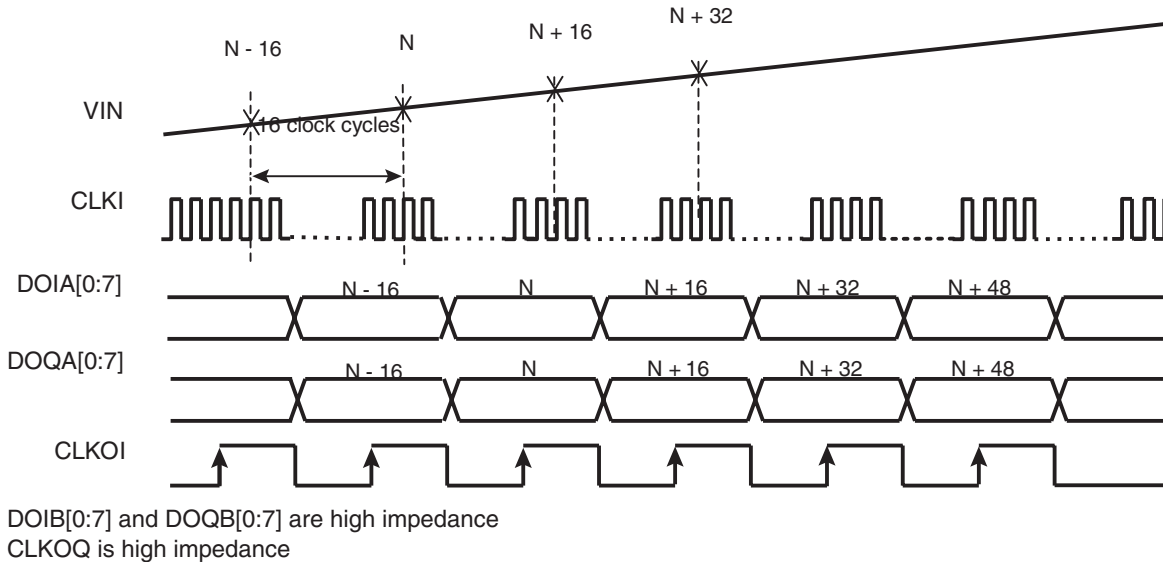 N - 16
N
N + 16
N + 32
VIN
16 clock cycles
CLKI
DOIA[0:7]
N - 16
N
N + 16
N + 32
N + 48
DOQA[0:7]
N - 16
N
N + 16
N + 32
N + 48
CLKOI
DOIB[0:7] and DOQB[0:7] are high impedance
CLKOQ is high impedance